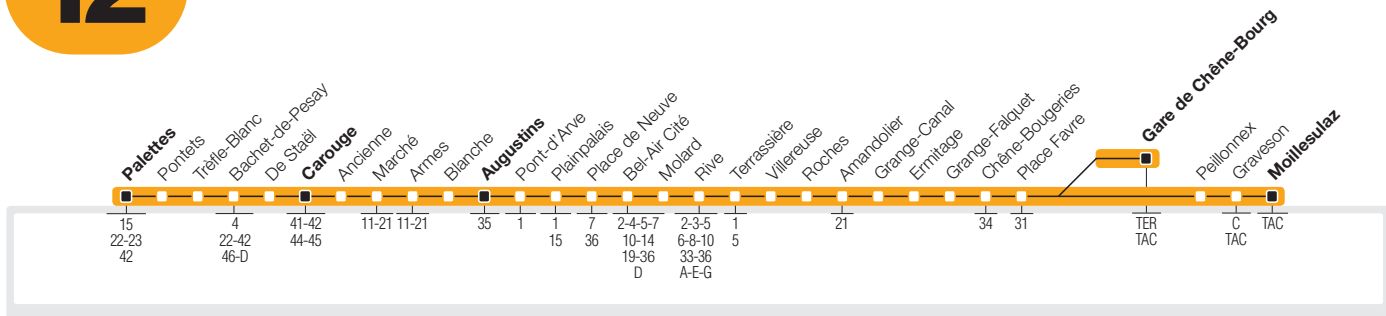 12
Palettes
Pontets
Trèfle-Blanc
Bachet-de-Pesay
De Staël
Carouge
Ancienne
Marché
Armes
Blanche
Augustins
Pont-d'Arve
Plainpalais
Place de Neuve
Bel-Air Cité
Molard
Rive
Terrassière
Villereuse
Roches
Amandolier
Grange-Canal
Ermitage
Grange-Falquet
Chêne-Bougeries
Place Favre
Gare de Chêne-Bourg
Peillonnex
Graveson
Moillesulaz
15
22-23
42
4
22-42
46-D
41-42
44-45
11-21
11-21
35
1
1
15
7
36
2-4-5-7
10-14
19-36
D
2-3-5
6-8-10
33-36
A-E-G
1
5
21
34
31
TER
TAC
C
TAC
TAC